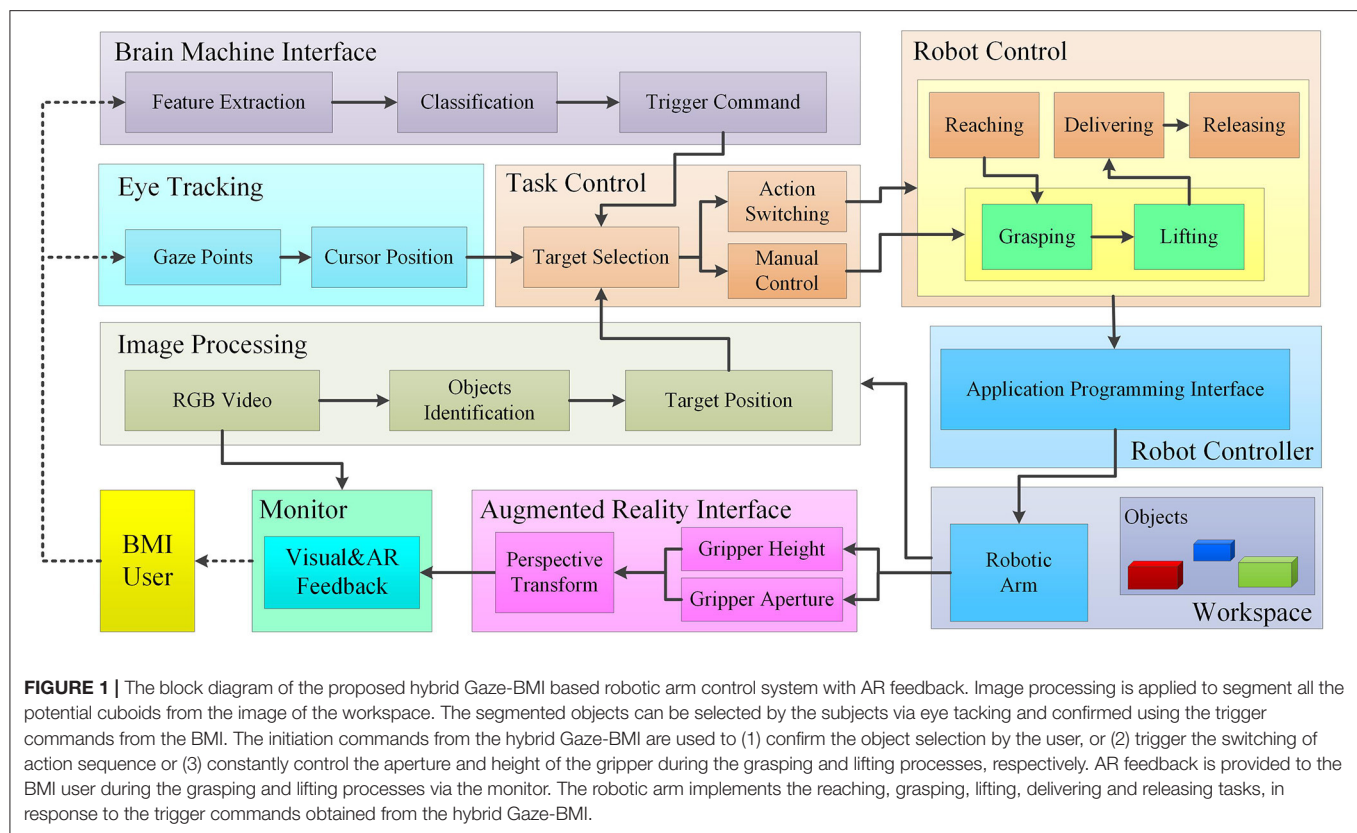 Brain Machine Interface
Feature Extraction
Classification
Trigger Command
Eye Tracking
Gaze Points
Cursor Position
Task Control
Target Selection
Action
Switching
Manual
Control
Robot Control
Reaching
Delivering
Releasing
Grasping
Lifting
Image Processing
RGB Video
Objects
Identification
Target Position
Application Programming Interface
Robot Controller
BMI
User
Monitor
Visual&AR
Feedback
Augmented Reality Interface
Perspective
Transform
Gripper Height
Gripper Aperture
Robotic
Arm
Objects
Workspace
FIGURE 1 | The block diagram of the proposed hybrid Gaze-BMI based robotic arm control system with AR feedback. Image processing is applied to segment all the
potential cuboids from the image of the workspace. The segmented objects can be selected by the subjects via eye tacking and confirmed using the trigger
commands from the BMI. The initiation commands from the hybrid Gaze-BMI are used to (1) confirm the object selection by the user, or (2) trigger the switching of
action sequence or (3) constantly control the aperture and height of the gripper during the grasping and lifting processes, respectively. AR feedback is provided to the
BMI user during the grasping and lifting processes via the monitor. The robotic arm implements the reaching, grasping, lifting, delivering and releasing tasks, in
response to the trigger commands obtained from the hybrid Gaze-BMI.